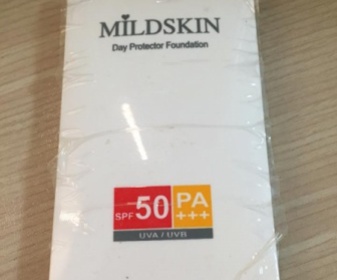 MILDSKIN
Day Protector Foundation
SPF 50 PA
+++
UVA / UVB